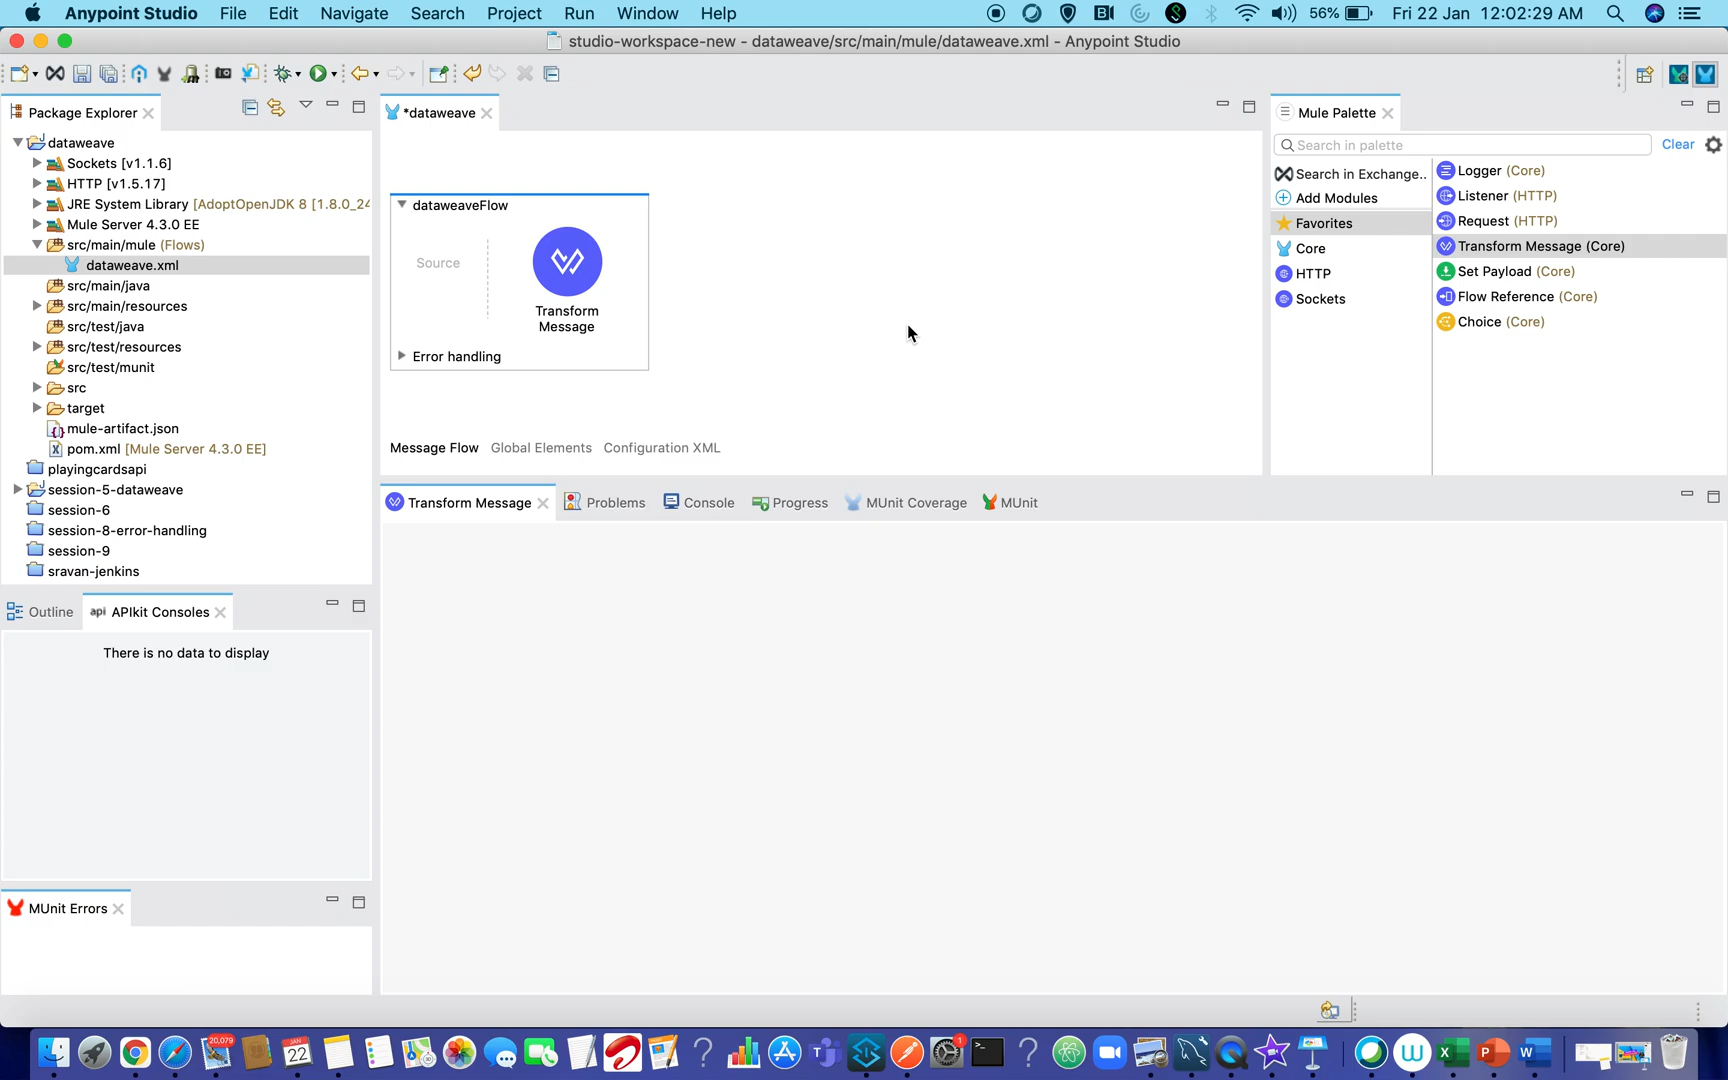 Anypoint Studio File Edit Navigate Search Project Run Window Help 56% Fri 22 Jan 12:02:29 AM
studio-workspace-new - dataweave/src/main/mule/dataweave.xml - Anypoint Studio
Package Explorer
dataweave
Sockets [v1.1.6]
HTTP [v1.5.17]
JRE System Library [AdoptOpenJDK 8 [1.8.0_24
Mule Server 4.3.0 EE
src/main/mule (Flows)
dataweave.xml
src/main/java
src/main/resources
src/test/java
src/test/resources
src/test/munit
src
target
mule-artifact.json
pom.xml [Mule Server 4.3.0 EE]
playingcardsapi
session-5-dataweave
session-6
session-8-error-handling
session-9
sravan-jenkins
Outline
api APIkit Consoles
There is no data to display
MUnit Errors
*dataweave
dataweaveFlow
Source
Transform
Message
Error handling
Message Flow Global Elements Configuration XML
Mule Palette
Search in palette
Clear
Search in Exchange..
Add Modules
Favorites
Core
HTTP
Sockets
Logger (Core)
Listener (HTTP)
Request (HTTP)
Transform Message (Core)
Set Payload (Core)
Flow Reference (Core)
Choice (Core)
Transform Message Problems Console Progress MUnit Coverage MUnit
20,079
JAN
22
1